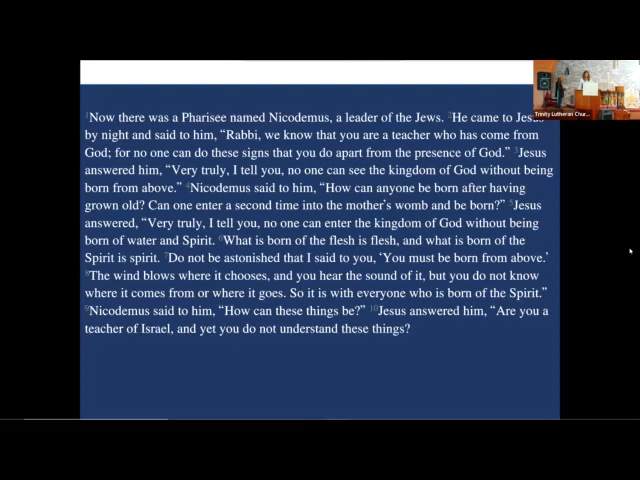 Trinity Lutheran Chur...
1Now there was a Pharisee named Nicodemus, a leader of the Jews. 2He came to Jesus
by night and said to him, “Rabbi, we know that you are a teacher who has come from
God; for no one can do these signs that you do apart from the presence of God.” 3Jesus
answered him, “Very truly, I tell you, no one can see the kingdom of God without being
born from above.” 4Nicodemus said to him, “How can anyone be born after having
grown old? Can one enter a second time into the mother’s womb and be born?” 5Jesus
answered, “Very truly, I tell you, no one can enter the kingdom of God without being
born of water and Spirit. 6What is born of the flesh is flesh, and what is born of the
Spirit is spirit. 7Do not be astonished that I said to you, ‘You must be born from above.’
8The wind blows where it chooses, and you hear the sound of it, but you do not know
where it comes from or where it goes. So it is with everyone who is born of the Spirit.”
9Nicodemus said to him, “How can these things be?” 10Jesus answered him, “Are you a
teacher of Israel, and yet you do not understand these things?